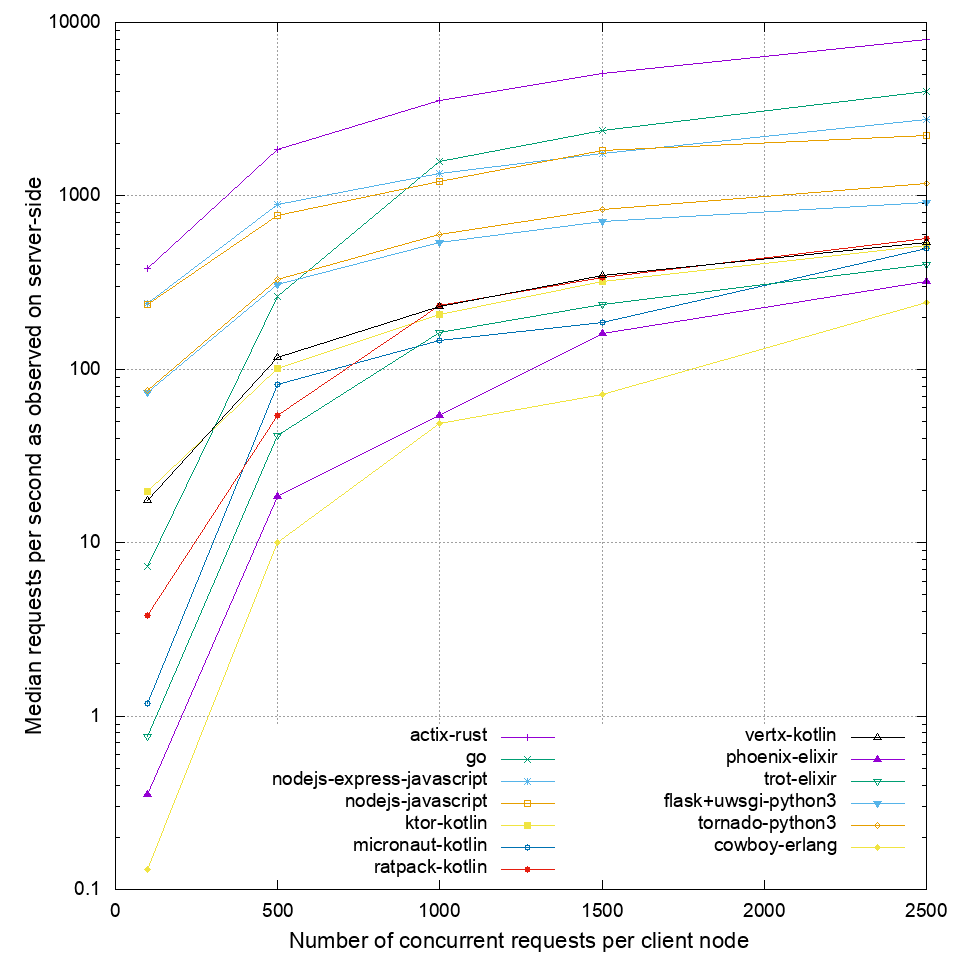 10000
1000
100
10
1
0.1
Median requests per second as observed on server-side
actix-rust
go
nodejs-express-javascript
nodejs-javascript
ktor-kotlin
micronaut-kotlin
ratpack-kotlin
vertx-kotlin
phoenix-elixir
trot-elixir
flask+uwsgi-python3
tornado-python3
cowboy-erlang
0 500 1000 1500 2000 2500
Number of concurrent requests per client node